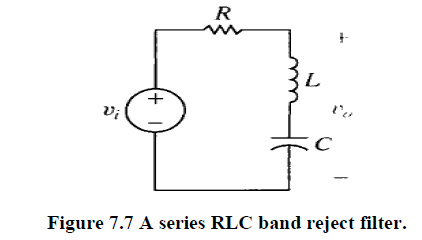 R
+
L
+
v_i
v_o
−
C
−
Figure 7.7 A series RLC band reject filter.